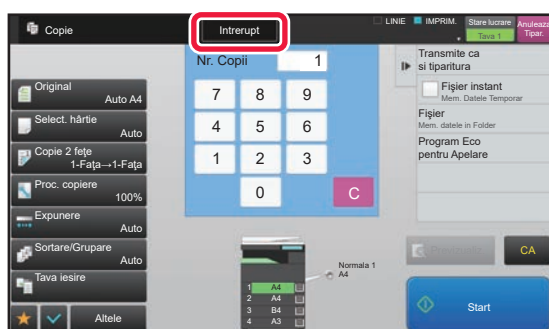 Copie
Intrerupt
LINIE
IMPRIM.
Stare lucrare
Tava 1
Anulează
Tipar.
Nr. Copii 1
7 8 9
4 5 6
1 2 3
0 C
Original
Auto A4
Select. hârtie
Auto
Copie 2 feţe
1-Faţa→1-Faţa
Proc. copiere
100%
Expunere
Auto
Sortare/Grupare
Auto
Tava iesire
Altele
1 A4
2 A4
3 B4
4 A3
Normala 1
A4
Transmite ca
si tiparitura
Fişier instant
Mem. Datele Temporar
Fişier
Mem. datele in Folder
Program Eco
pentru Apelare
CA
Start